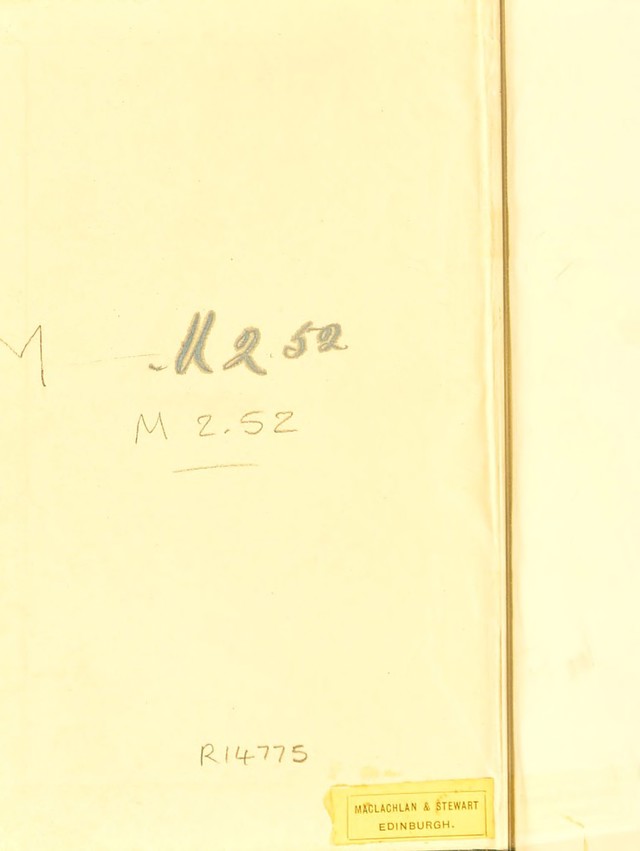 M
M 2.52
M 2.52
R14775
MACLACHLAN & STEWART
EDINBURGH.